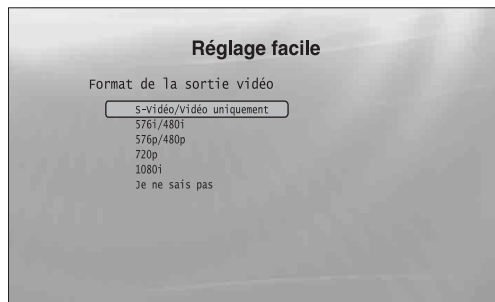 Réglage facile
Format de la sortie vidéo
S-Vidéo/Vidéo uniquement
576i/480i
576p/480p
720p
1080i
Je ne sais pas